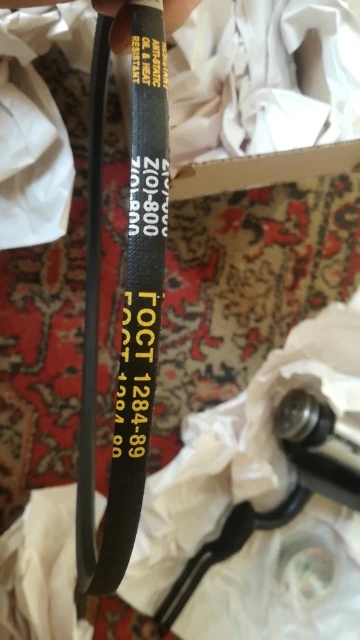 ANTI-STATIC
OIL & HEAT
RESISTANT
Z(O)-800
Z(O)-800
ГОСТ 1284-89
ГОСТ 1284-89